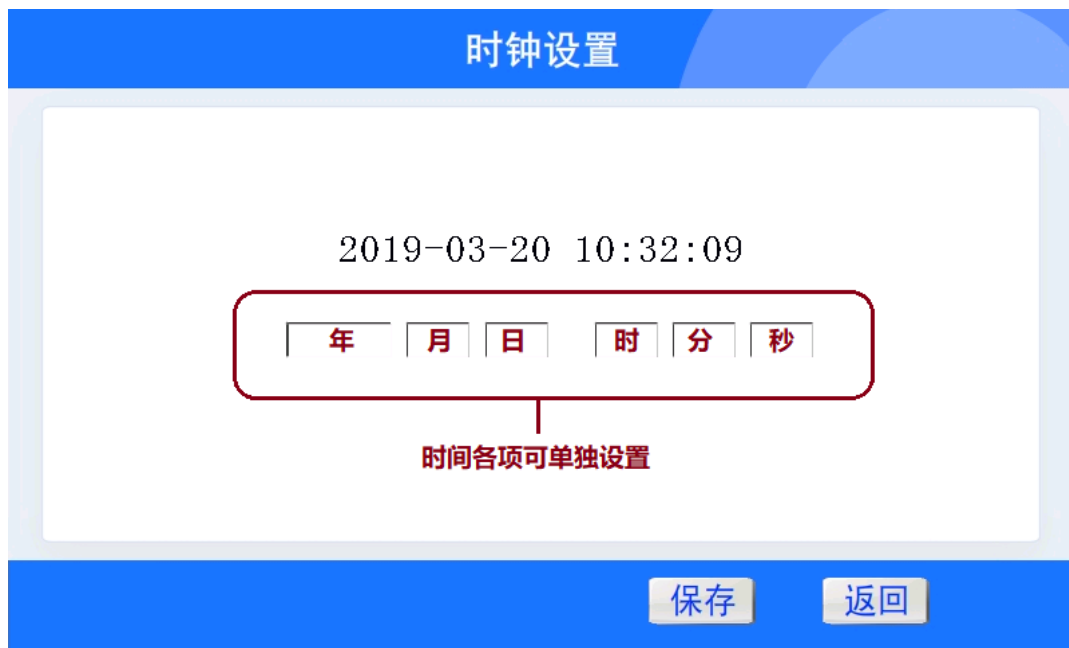 时钟设置
2019-03-20 10:32:09
年 月 日 时 分 秒
时间各项可单独设置
保存 返回